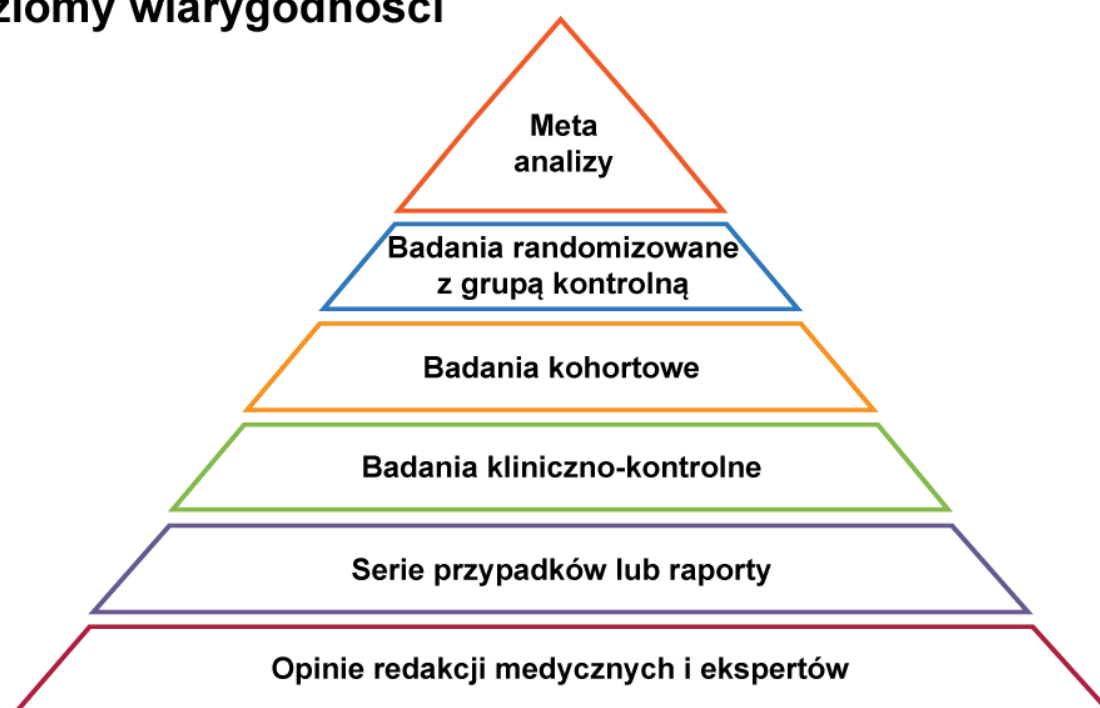 wiarygodności
Meta
analizy
Badania randomizowane
z grupą kontrolną
Badania kohortowe
Badania kliniczno-kontrolne
Serie przypadków lub raporty
Opinie redakcji medycznych i ekspertów